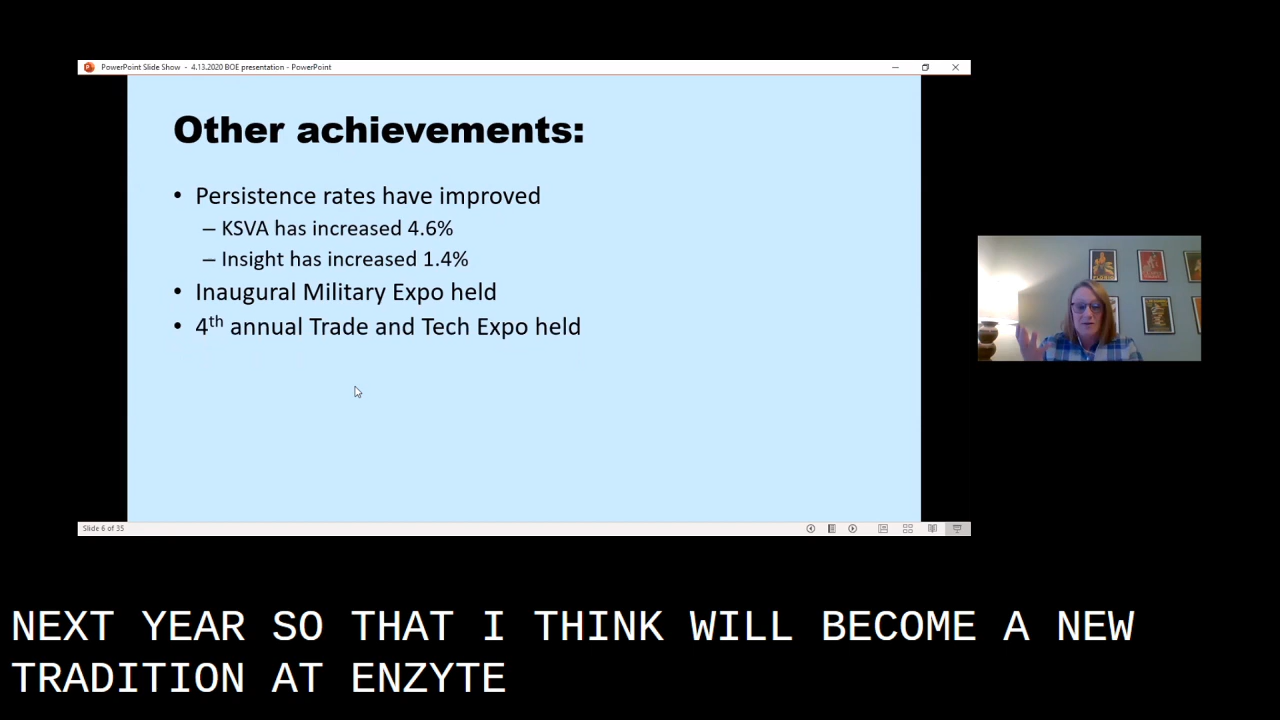 PowerPoint Slide Show - 4.13.2020 BOE presentation - PowerPoint
Other achievements:
• Persistence rates have improved
– KSVA has increased 4.6%
– Insight has increased 1.4%
• Inaugural Military Expo held
• 4th annual Trade and Tech Expo held
Slide 6 of 35
NEXT YEAR SO THAT I THINK WILL BECOME A NEW
TRADITION AT ENZYTE